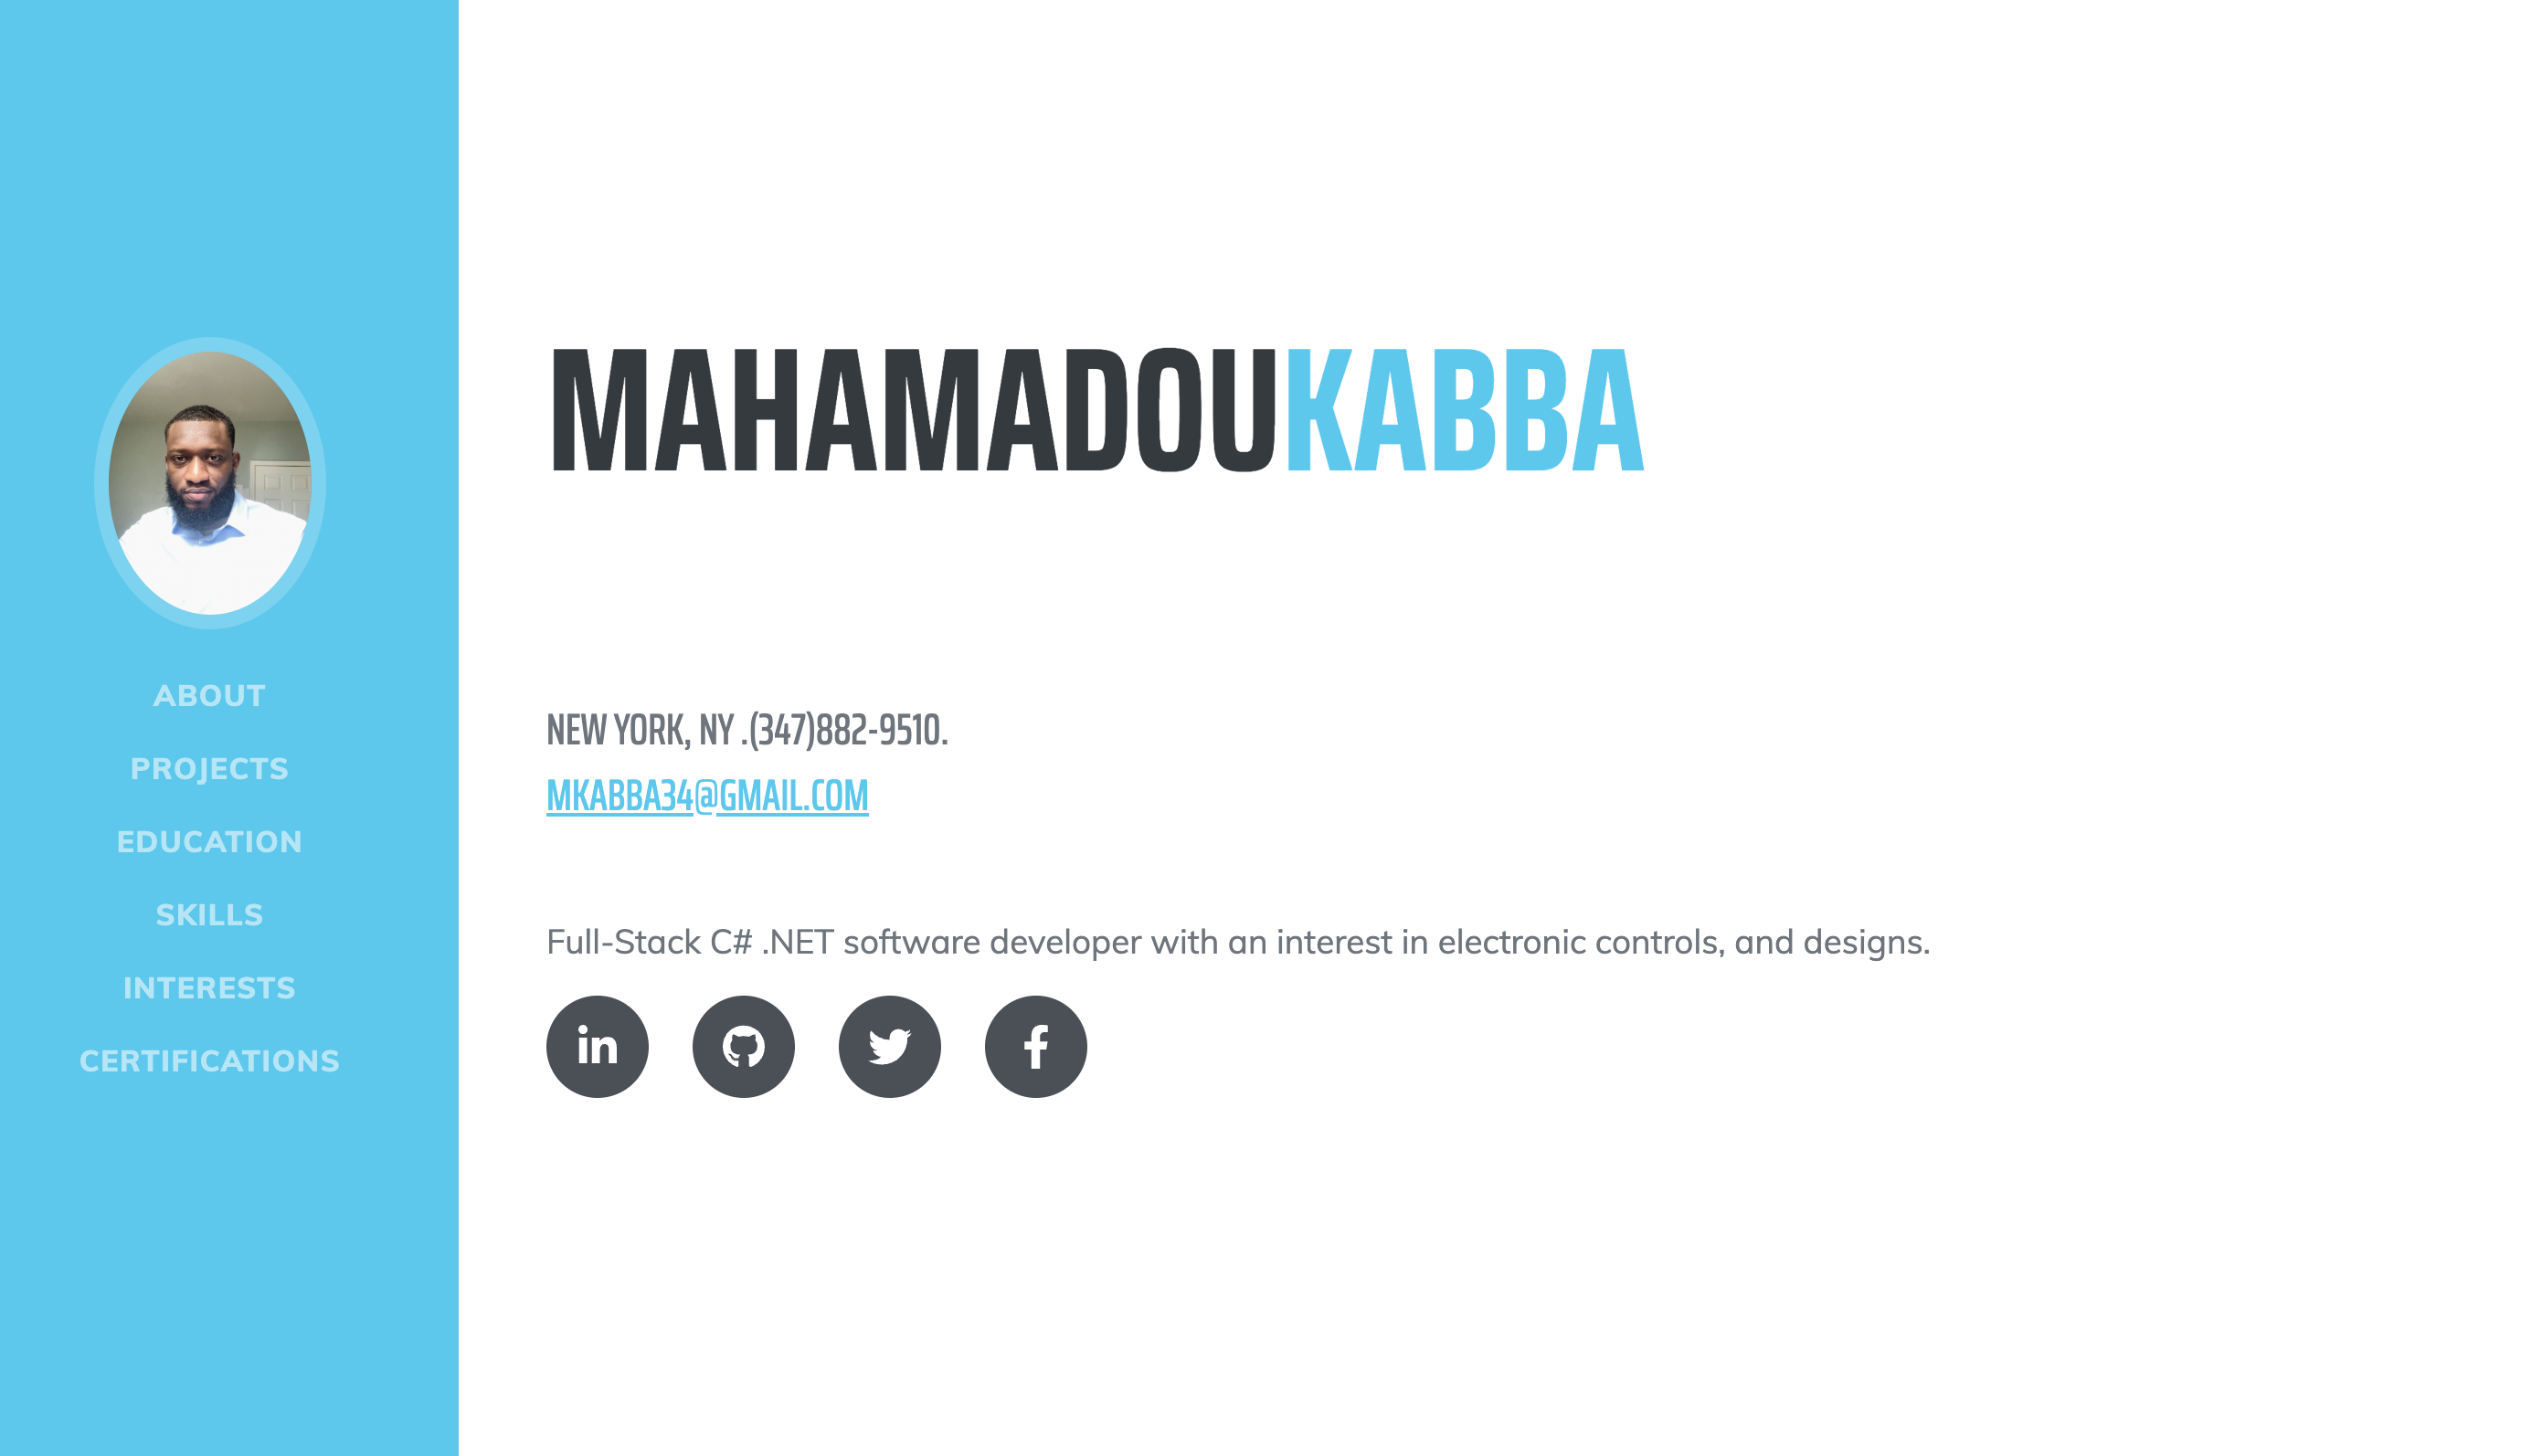 ABOUT
PROJECTS
EDUCATION
SKILLS
INTERESTS
CERTIFICATIONS
MAHAMADOUKABBA
NEW YORK, NY .(347)882-9510.
MKABBA34@GMAIL.COM
Full-Stack C# .NET software developer with an interest in electronic controls, and designs.